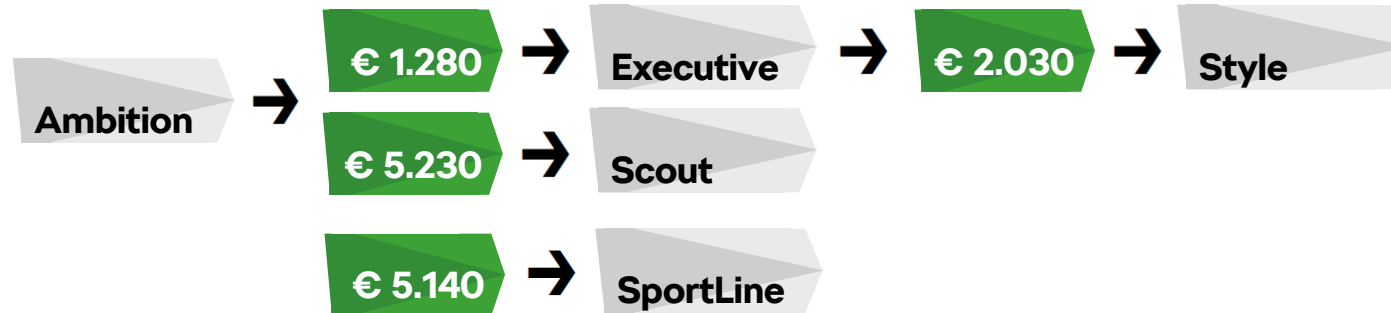 Ambition
€ 1.280
Executive
€ 2.030
Style
€ 5.230
Scout
€ 5.140
SportLine